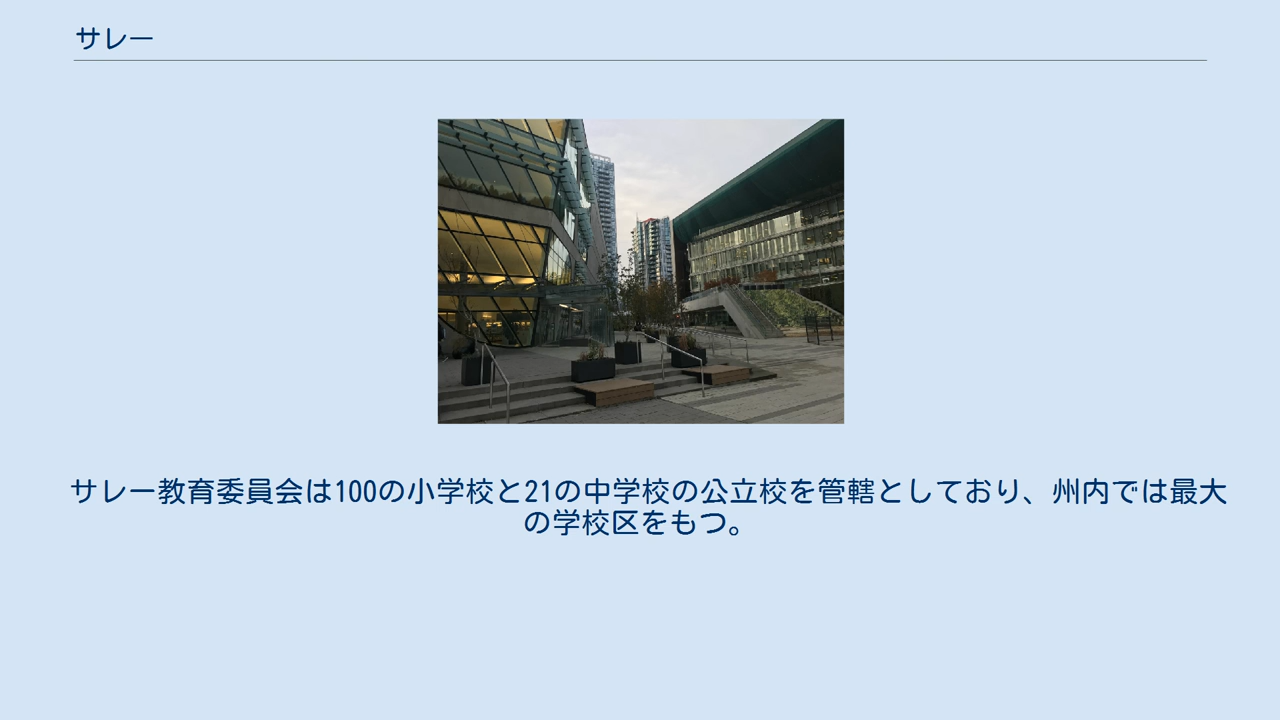 サレー
サレー教育委員会は100の小学校と21の中学校の公立校を管轄としており、州内では最大
の学校区をもつ。